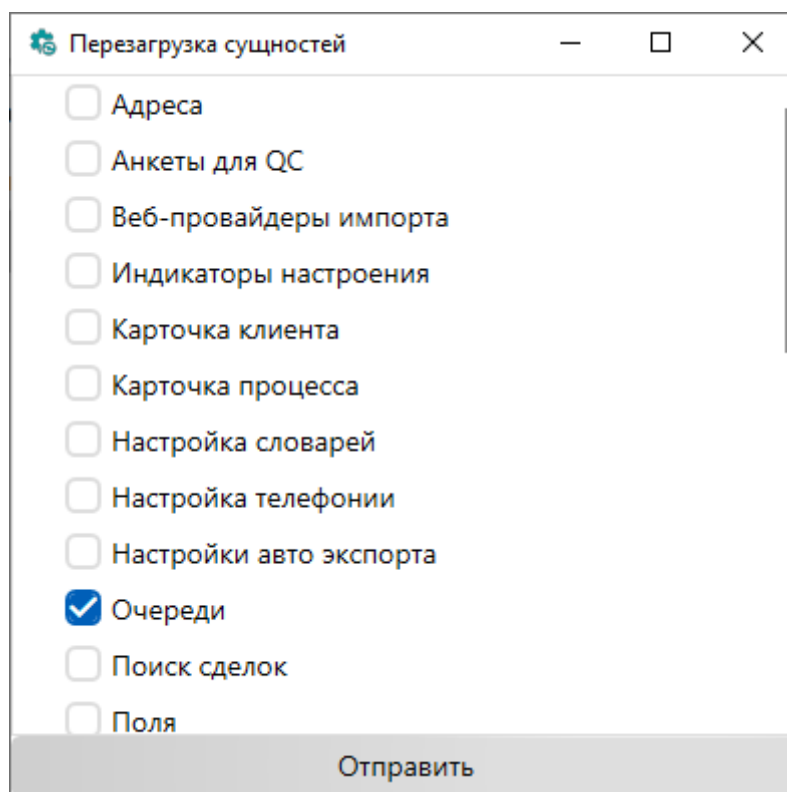 Перезагрузка сущностей
Адреса
Анкеты для QC
Веб-провайдеры импорта
Индикаторы настроения
Карточка клиента
Карточка процесса
Настройка словарей
Настройка телефонии
Настройки авто экспорта
Очереди
Поиск сделок
Поля
Отправить